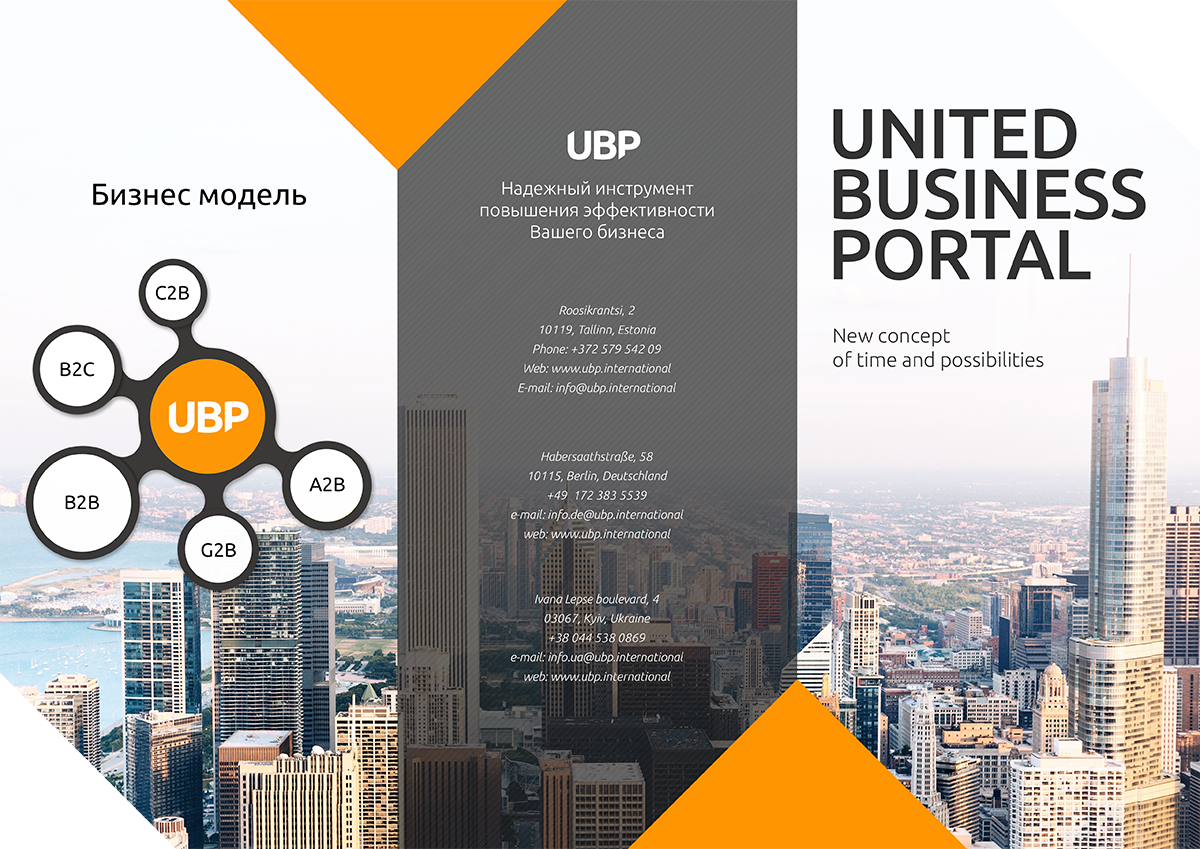 Бизнес модель
C2B
B2C
UBP
B2B
A2B
G2B
UBP
Надежный инструмент
повышения эффективности
Вашего бизнеса
Roosikrantsi, 2
10119, Tallinn, Estonia
Phone: +372 579 542 09
Web: www.ubp.international
E-mail: info@ubp.international
Habersaathstraße, 58
10115, Berlin, Deutschland
+49 172 383 5539
e-mail: info.de@ubp.international
web: www.ubp.international
Ivana Lepse boulevard, 4
03067, Kyiv, Ukraine
+38 044 538 0869
e-mail: info.ua@ubp.international
web: www.ubp.international
UNITED
BUSINESS
PORTAL
New concept
of time and possibilities